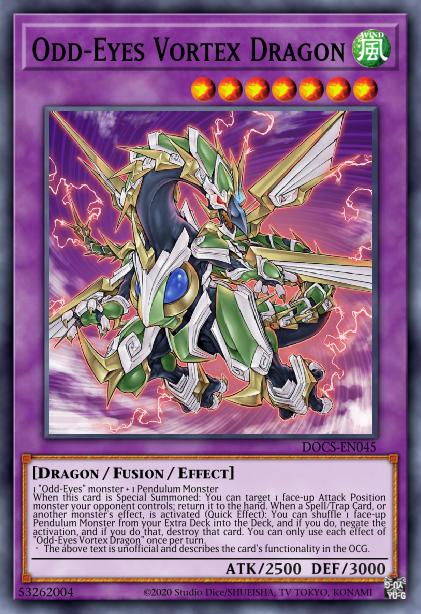 Odd-Eyes Vortex Dragon
WIND
風
DOCS-EN045
[Dragon / Fusion / Effect]
1 "Odd-Eyes" monster + 1 Pendulum Monster
When this card is Special Summoned: You can target 1 face-up Attack Position
monster your opponent controls; return it to the hand. When a Spell/Trap Card, or
another monster's effect, is activated (Quick Effect): You can shuffle 1 face-up
Pendulum Monster from your Extra Deck into the Deck, and if you do, negate
the activation, and if you do that, destroy that card. You can only use each effect of
"Odd-Eyes Vortex Dragon" once per turn.
· The above text is unofficial and describes the card's functionality in the OCG.
ATK/2500 DEF/3000
53262004
©2020 Studio Dice/SHUEISHA, TV TOKYO, KONAMI